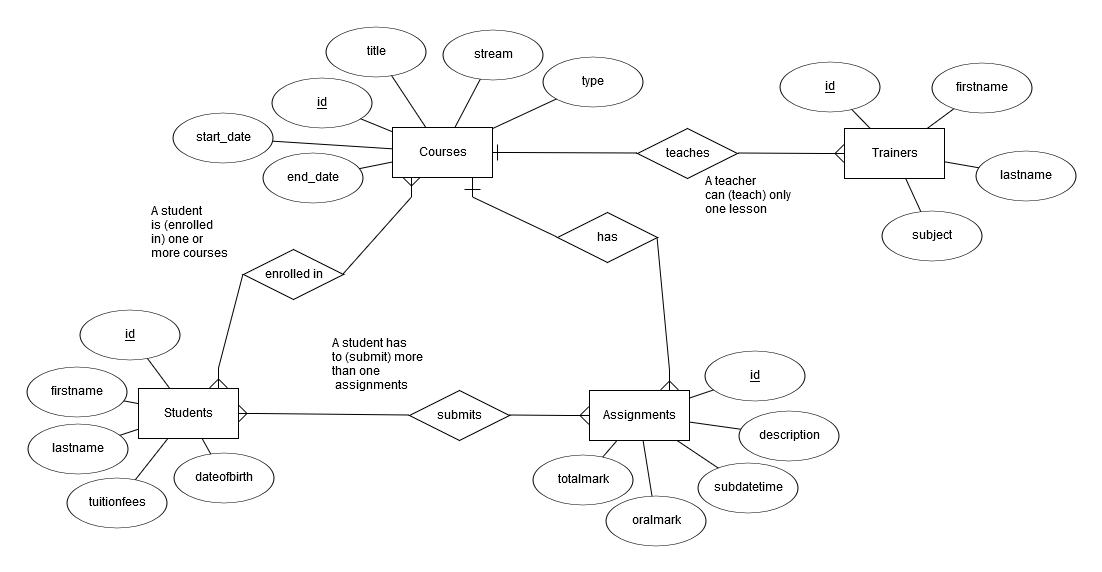 title
stream
type
id
start_date
end_date
Courses
teaches
A teacher
can (teach) only
one lesson
id
firstname
Trainers
lastname
subject
A student
is (enrolled
in) one or
more courses
enrolled in
has
A student has
to (submit) more
than one
assignments
id
firstname
lastname
tuitionfees
dateofbirth
Students
submits
Assignments
id
description
subdatetime
oralmark
totalmark